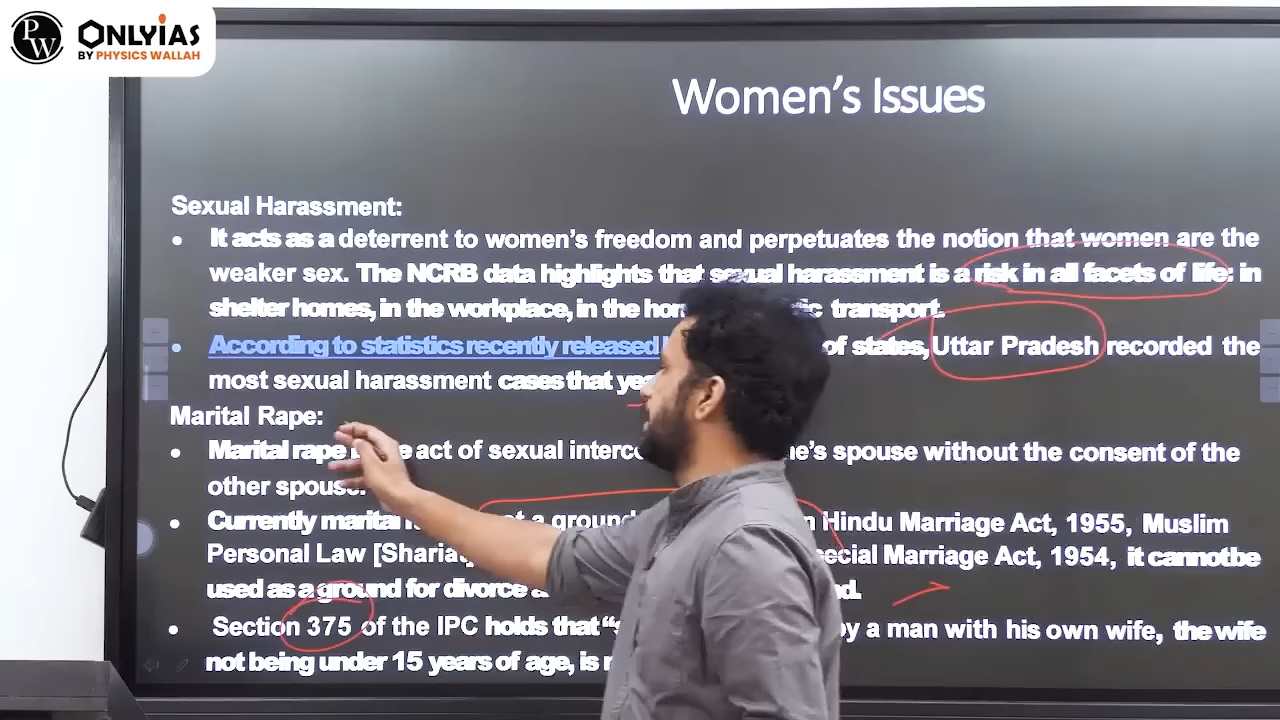 PW
ONLYIAS
BY PHYSICS WALLAH
Women's Issues
Sexual Harassment:
• It acts as a deterrent to women's freedom and perpetuates the notion that women are the
weaker sex. The NCRB data highlights that sexual harassment is a risk in all facets of life: in
shelter homes, in the workplace, in the transport.
• According to statistics recently released of states, Uttar Pradesh recorded the
most sexual harassment cases that
Marital Rape:
• Marital rape act of sexual spouse without the consent of the
other spouse.
• Currently marital a ground Hindu Marriage Act, 1955, Muslim
Personal Law Marriage Act, 1954, it cannotbe
used as a ground for divorce
• Section 375 of the IPC holds that by a man with his own wife, the wife
not being under 15 years of age, is